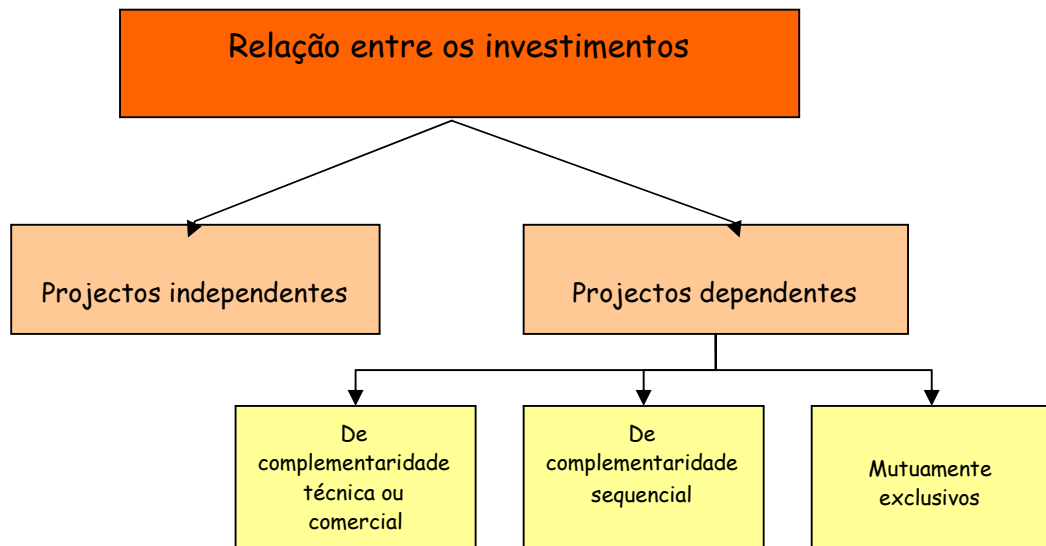 Relação entre os investimentos
Projectos independentes
Projectos dependentes
De
complementaridade
técnica ou
comercial
De
complementaridade
sequencial
Mutuamente
exclusivos